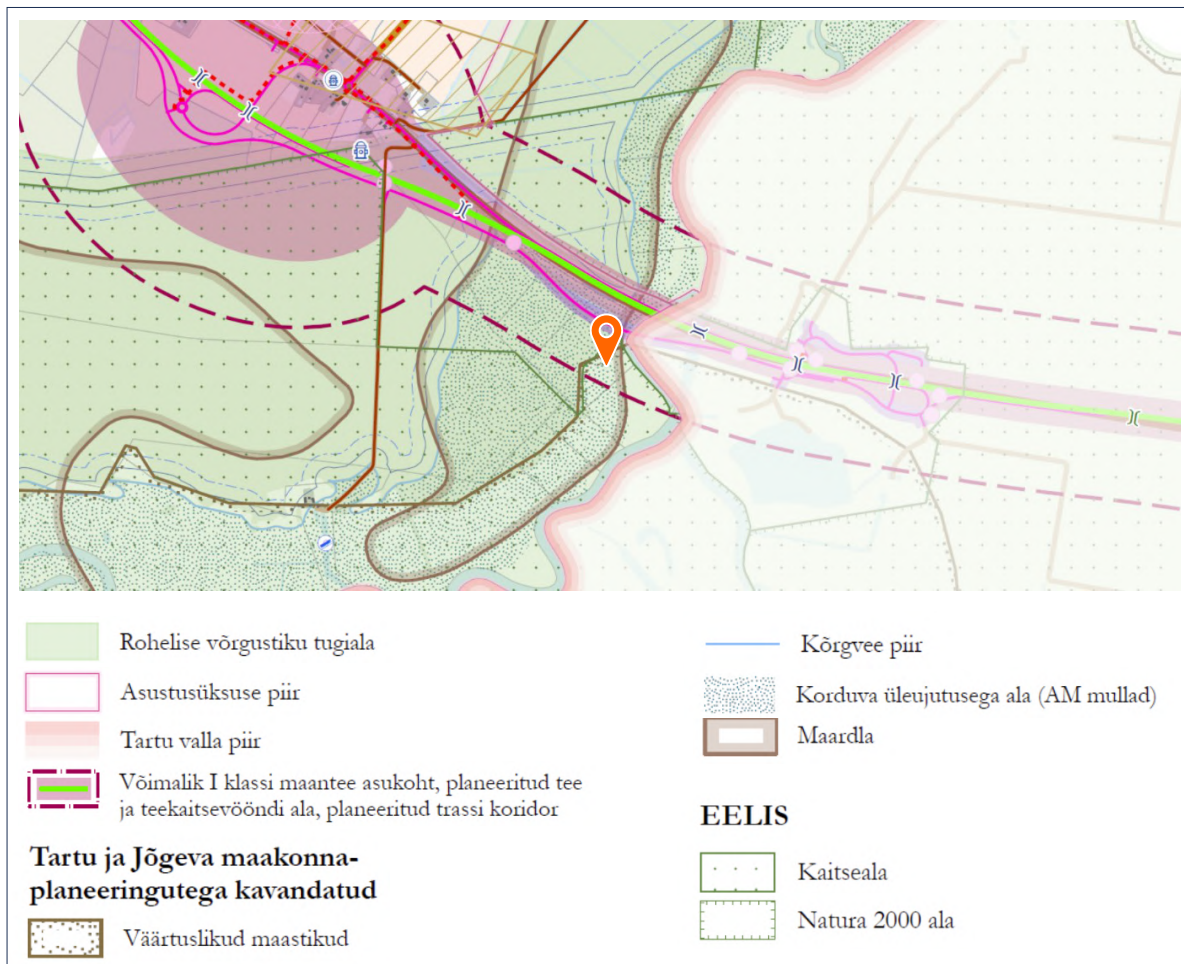 Rohelise võrgustiku tugiala
Asustusüksuse piir
Tartu valla piir
Võimalik I klassi maantee asukoht, planeeritud tee
ja teekaitsevööndi ala, planeeritud trassi koridor
Tartu ja Jõgeva maakonna-
planeeringutega kavandatud
Väärtuslikud maastikud
Kõrgvee piir
Korduva üleujutusega ala (AM mullad)
Maardla
EELIS
Kaitseala
Natura 2000 ala